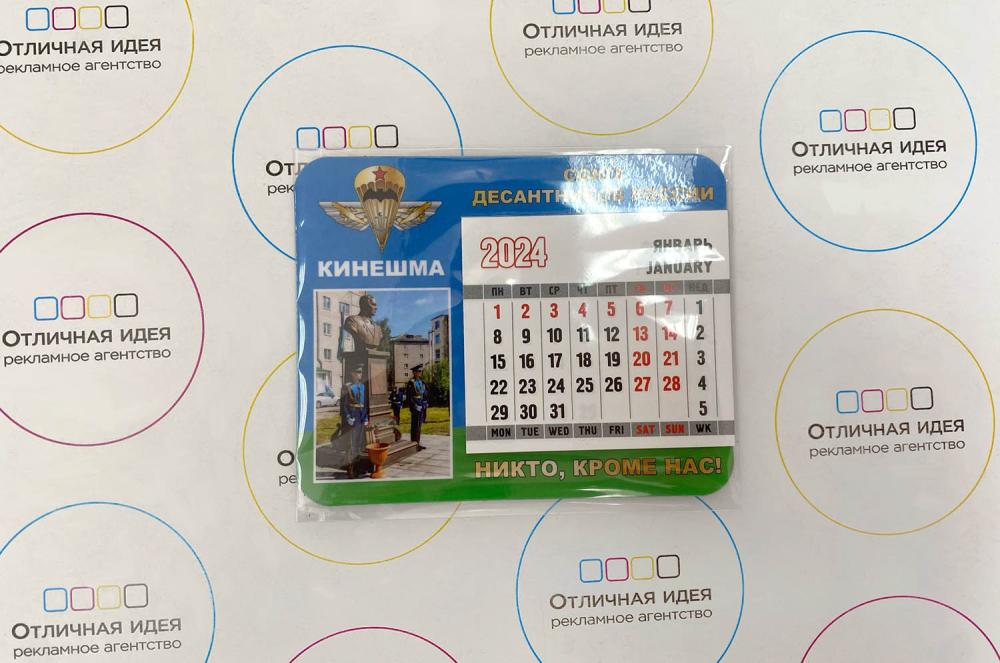 ОТЛИЧНАЯ ИДЕЯ
рекламное агентство
ОТЛИЧНАЯ ИДЕЯ
рекламное агентство
ОТЛИЧНАЯ ИДЕЯ
рекламное агентство
ОТЛИЧНАЯ ИДЕЯ
рекламное агентство
КИНЕШМА
2024
ЯНВАРЬ
JANUARY
ПН ВТ СР ЧТ ПТ НЕД
1 2 3 4 5 6 7 1
8 9 10 11 12 13 14 2
15 16 17 18 19 20 21 3
22 23 24 25 26 27 28 4
29 30 31 5
MON TUE WED THU FRI SAT SUN WK
НИКТО, КРОМЕ НАС!
ОТЛИЧНАЯ ИДЕЯ
рекламное агентство
ОТЛИЧНАЯ ИДЕЯ
рекламное агентство
ОТЛИЧНАЯ ИДЕЯ
рекламное агентство